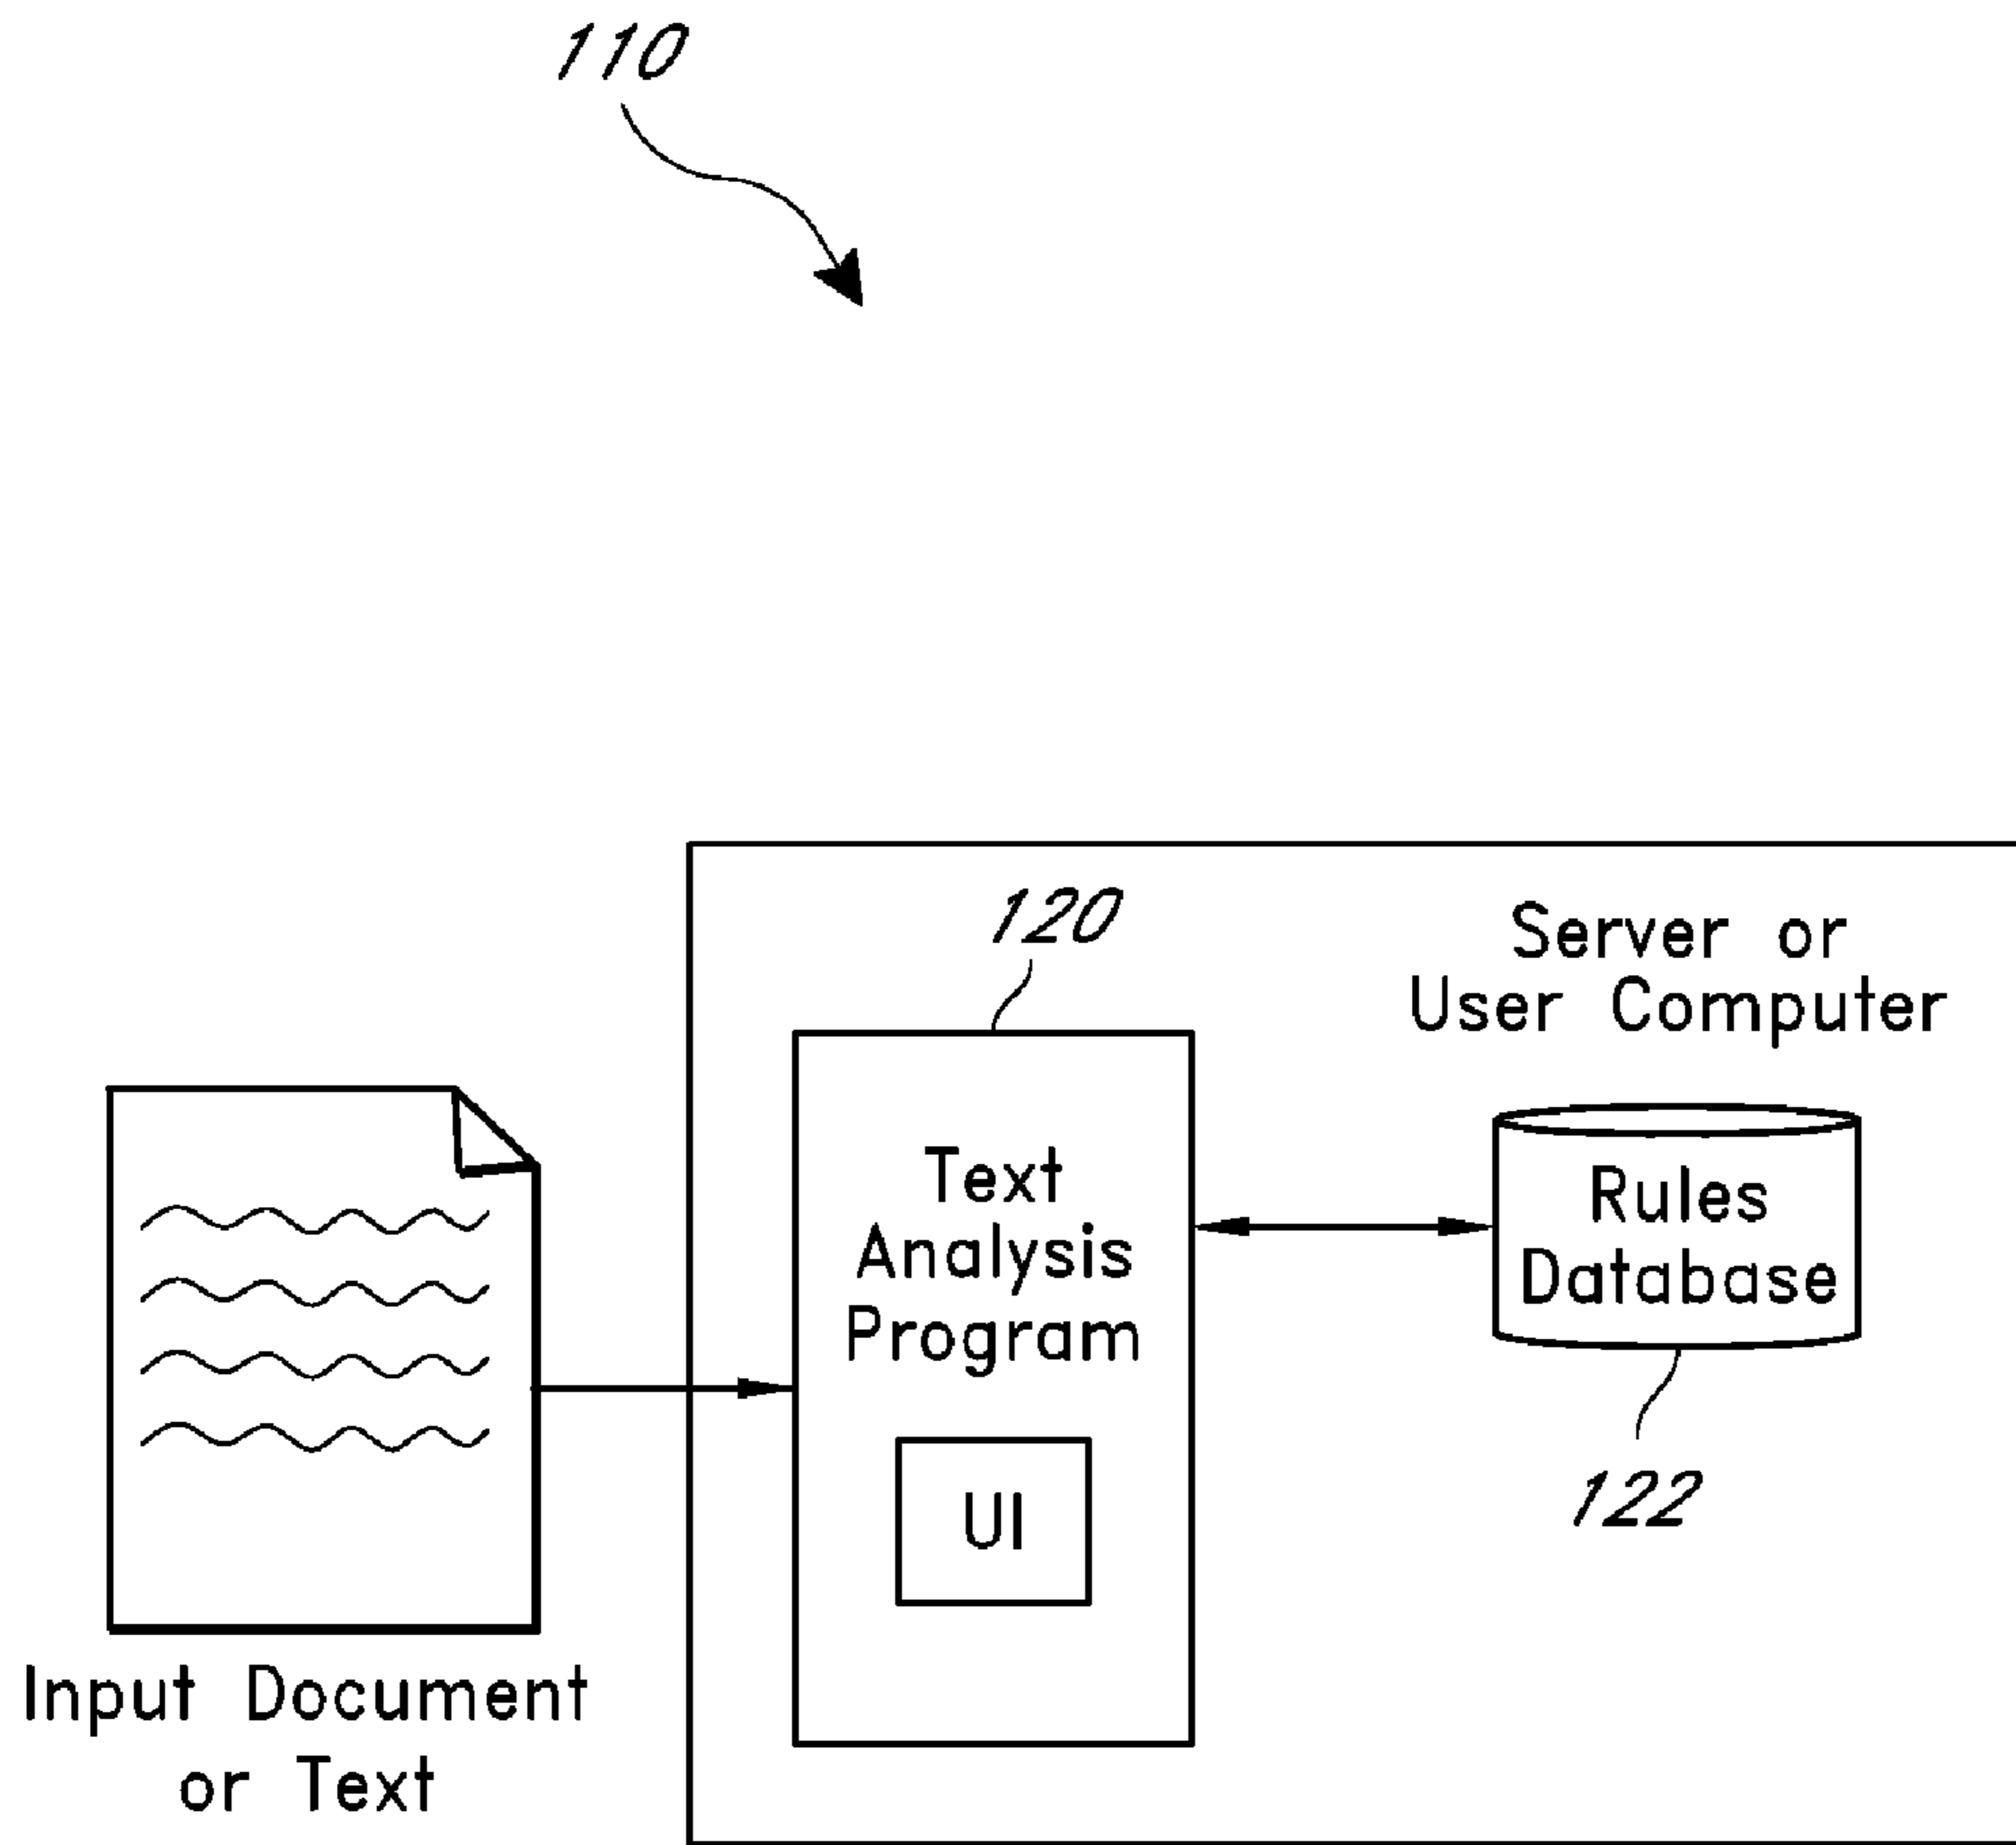 110
120
Server or
User Computer
Text
Analysis
Program
Rules
Database
UI
122
Input Document
or Text